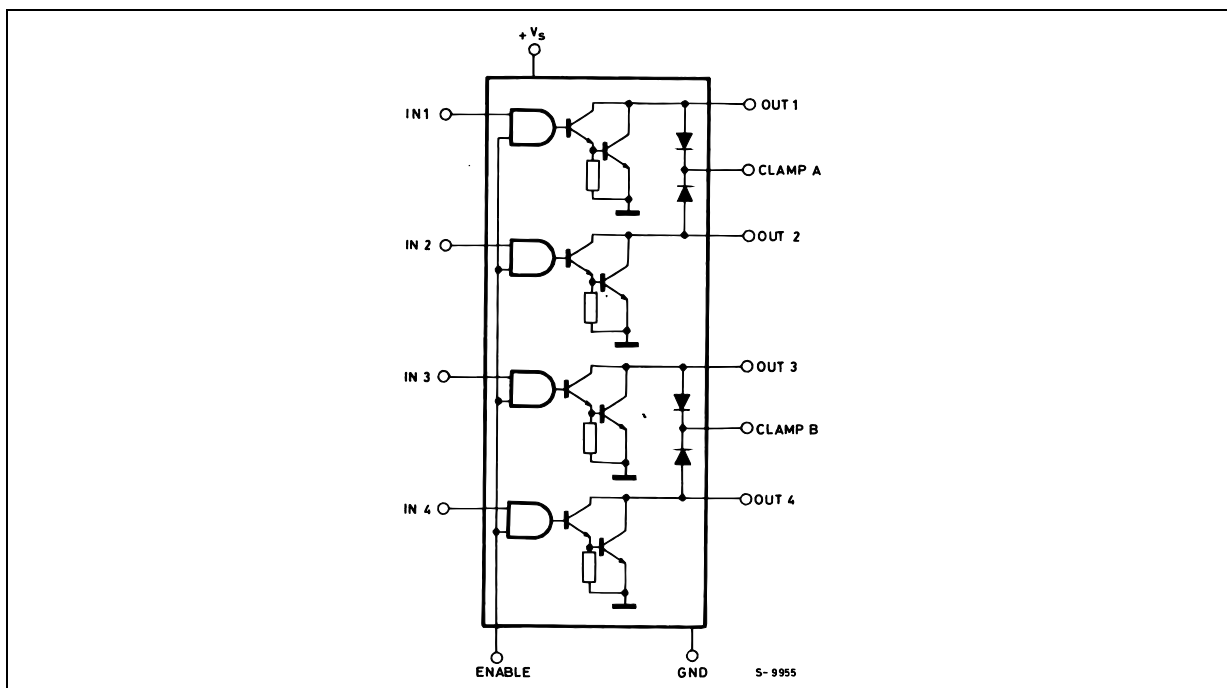 + Vs
IN1
OUT 1
CLAMP A
IN 2
OUT 2
IN 3
OUT 3
CLAMP B
IN 4
OUT 4
ENABLE
GND
S- 9955